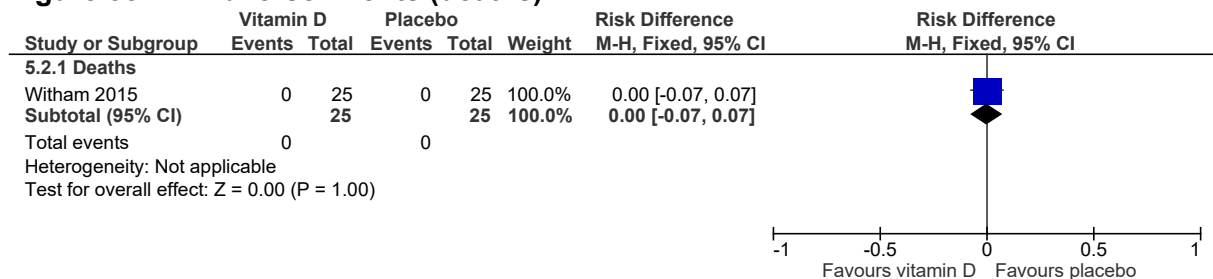 Vitamin D Placebo Risk Difference Risk Difference
Study or Subgroup Events Total Events Total Weight M-H, Fixed, 95% CI M-H, Fixed, 95% CI
5.2.1 Deaths
Witham 2015 0 25 0 25 100.0% 0.00 [-0.07, 0.07]
Subtotal (95% CI) 25 25 100.0% 0.00 [-0.07, 0.07]
Total events 0 0
Heterogeneity: Not applicable
Test for overall effect: Z = 0.00 (P = 1.00)
-1 -0.5 0 0.5 1
Favours vitamin D Favours placebo